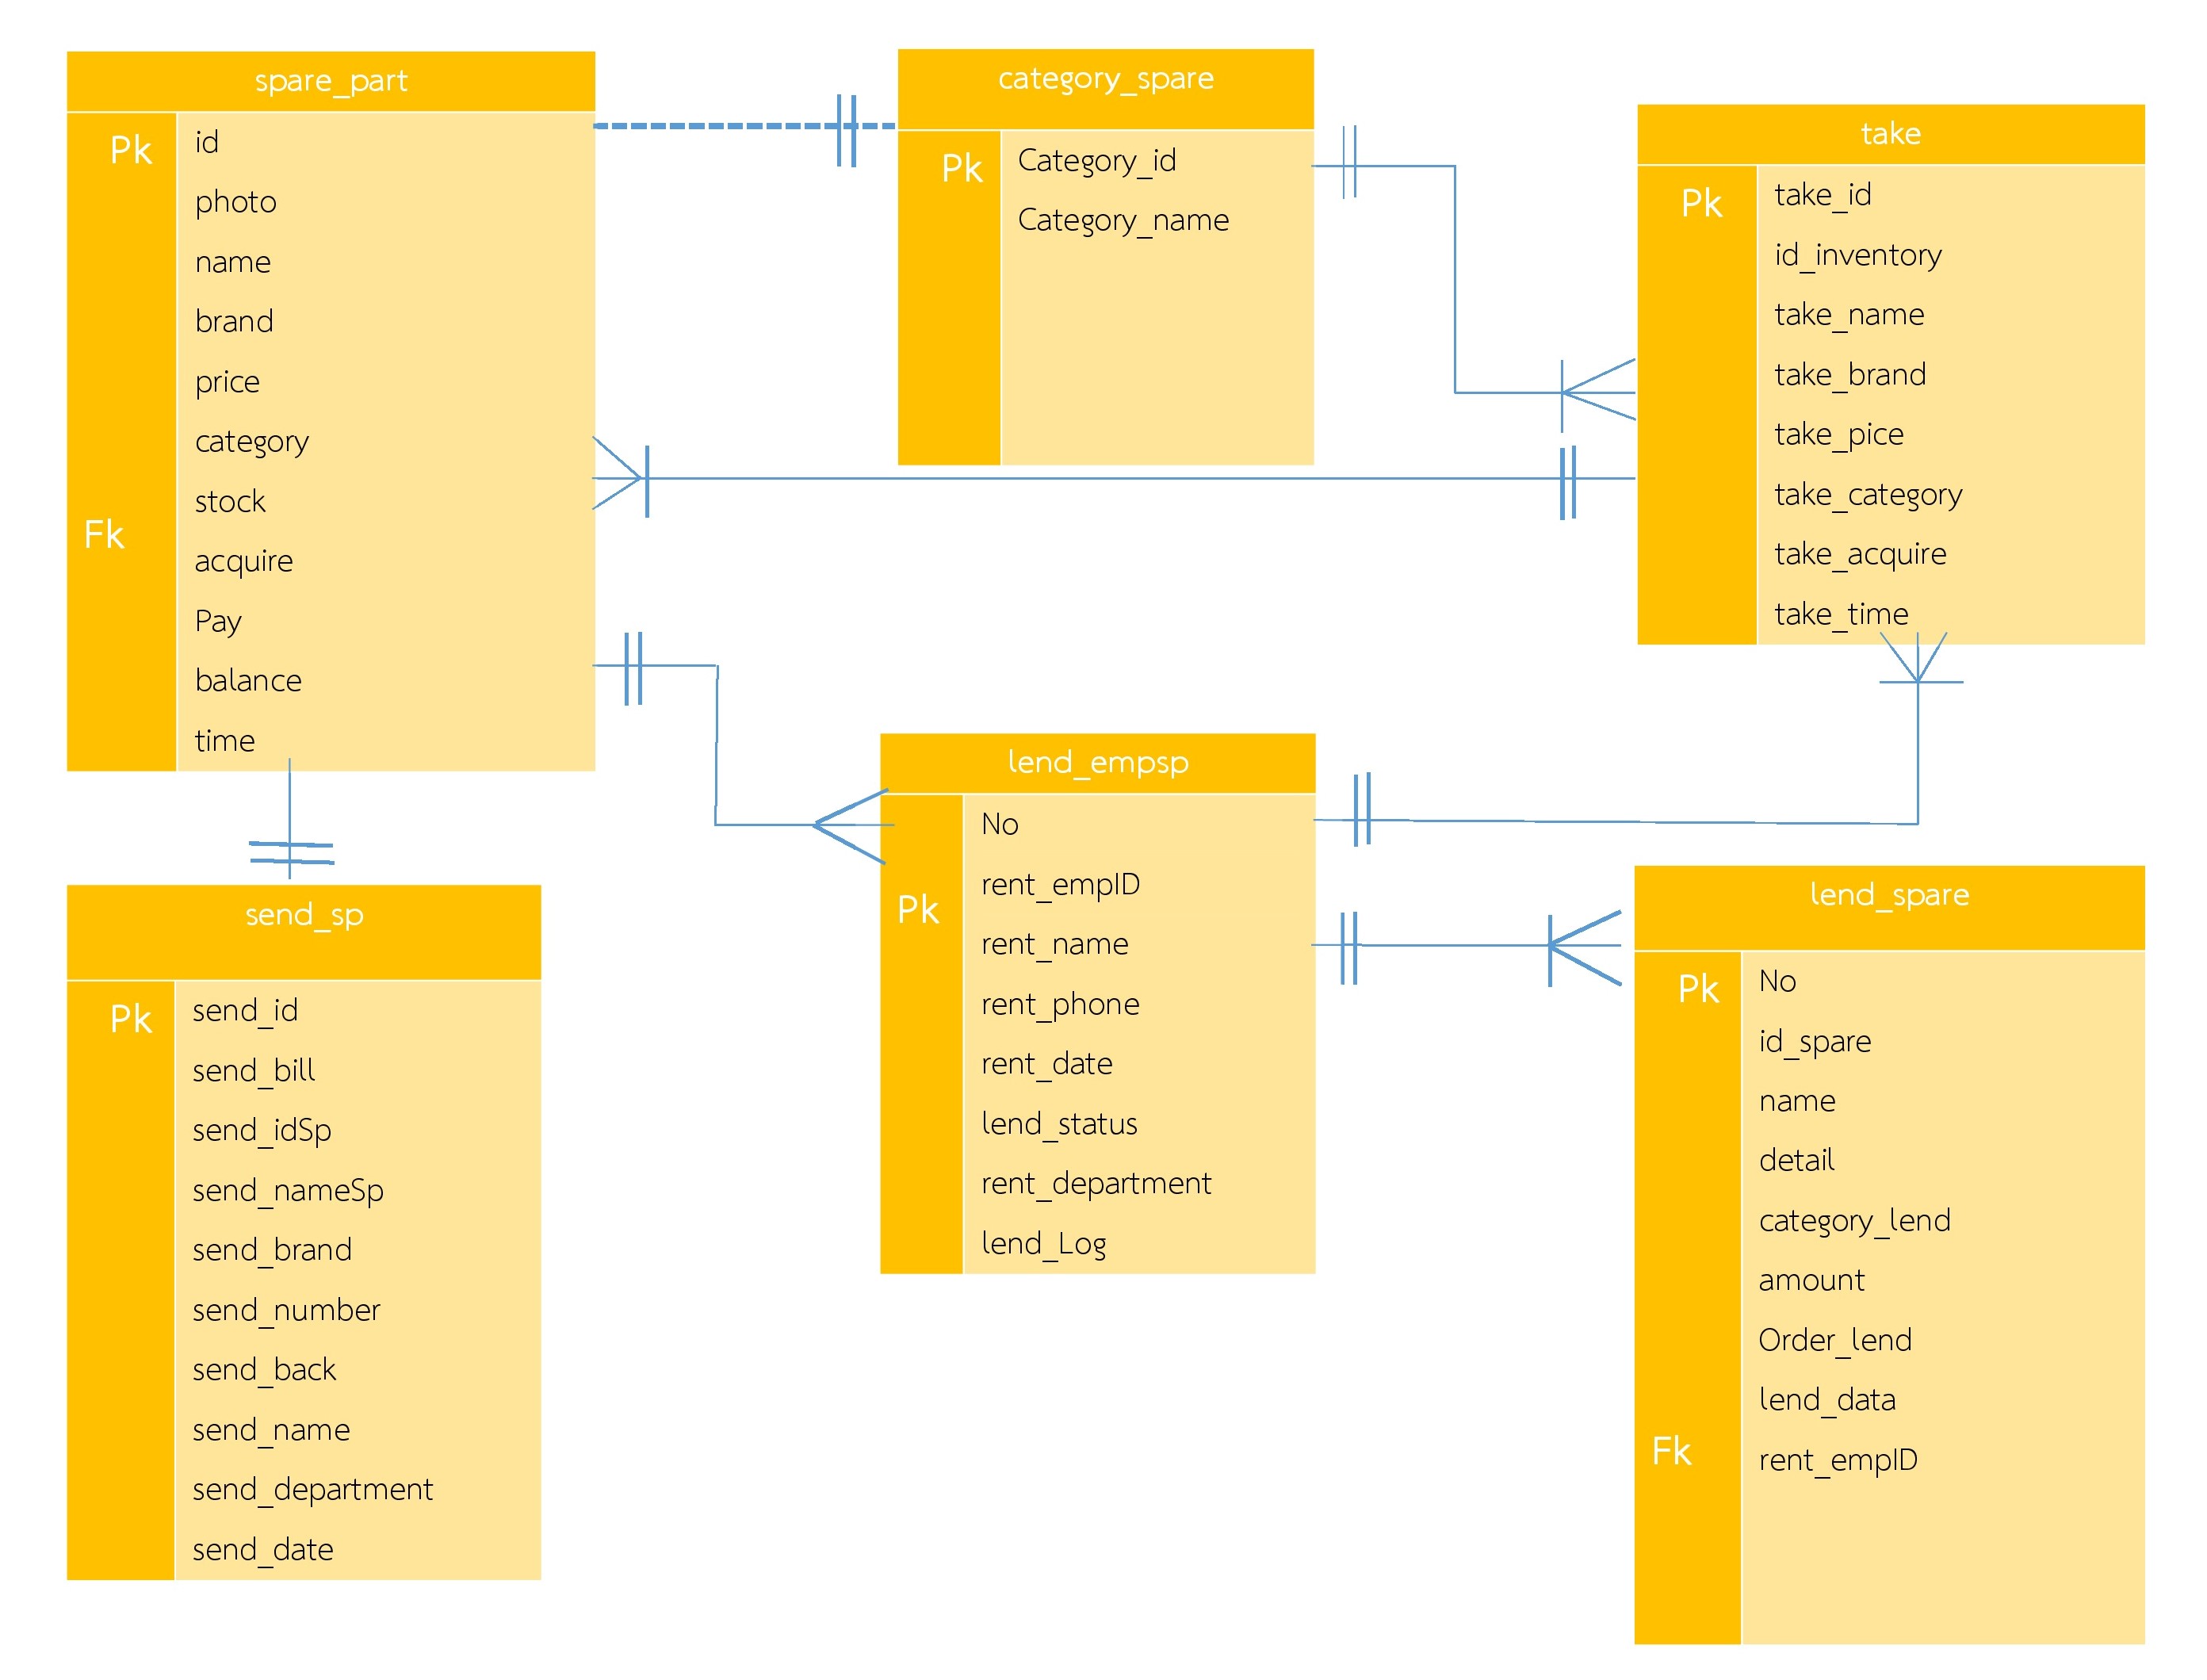 spare_part
Pk
id
photo
name
brand
price
category
stock
Fk
acquire
Pay
balance
time
category_spare
Pk
Category_id
Category_name
take
Pk
take_id
id_inventory
take_name
take_brand
take_pice
take_category
take_acquire
take_time
send_sp
Pk
send_id
send_bill
send_idSp
send_nameSp
send_brand
send_number
send_back
send_name
send_department
send_date
lend_empsp
No
Pk
rent_empID
rent_name
rent_phone
rent_date
lend_status
rent_department
lend_Log
lend_spare
Pk
No
id_spare
name
detail
category_lend
amount
Order_lend
lend_data
Fk
rent_empID